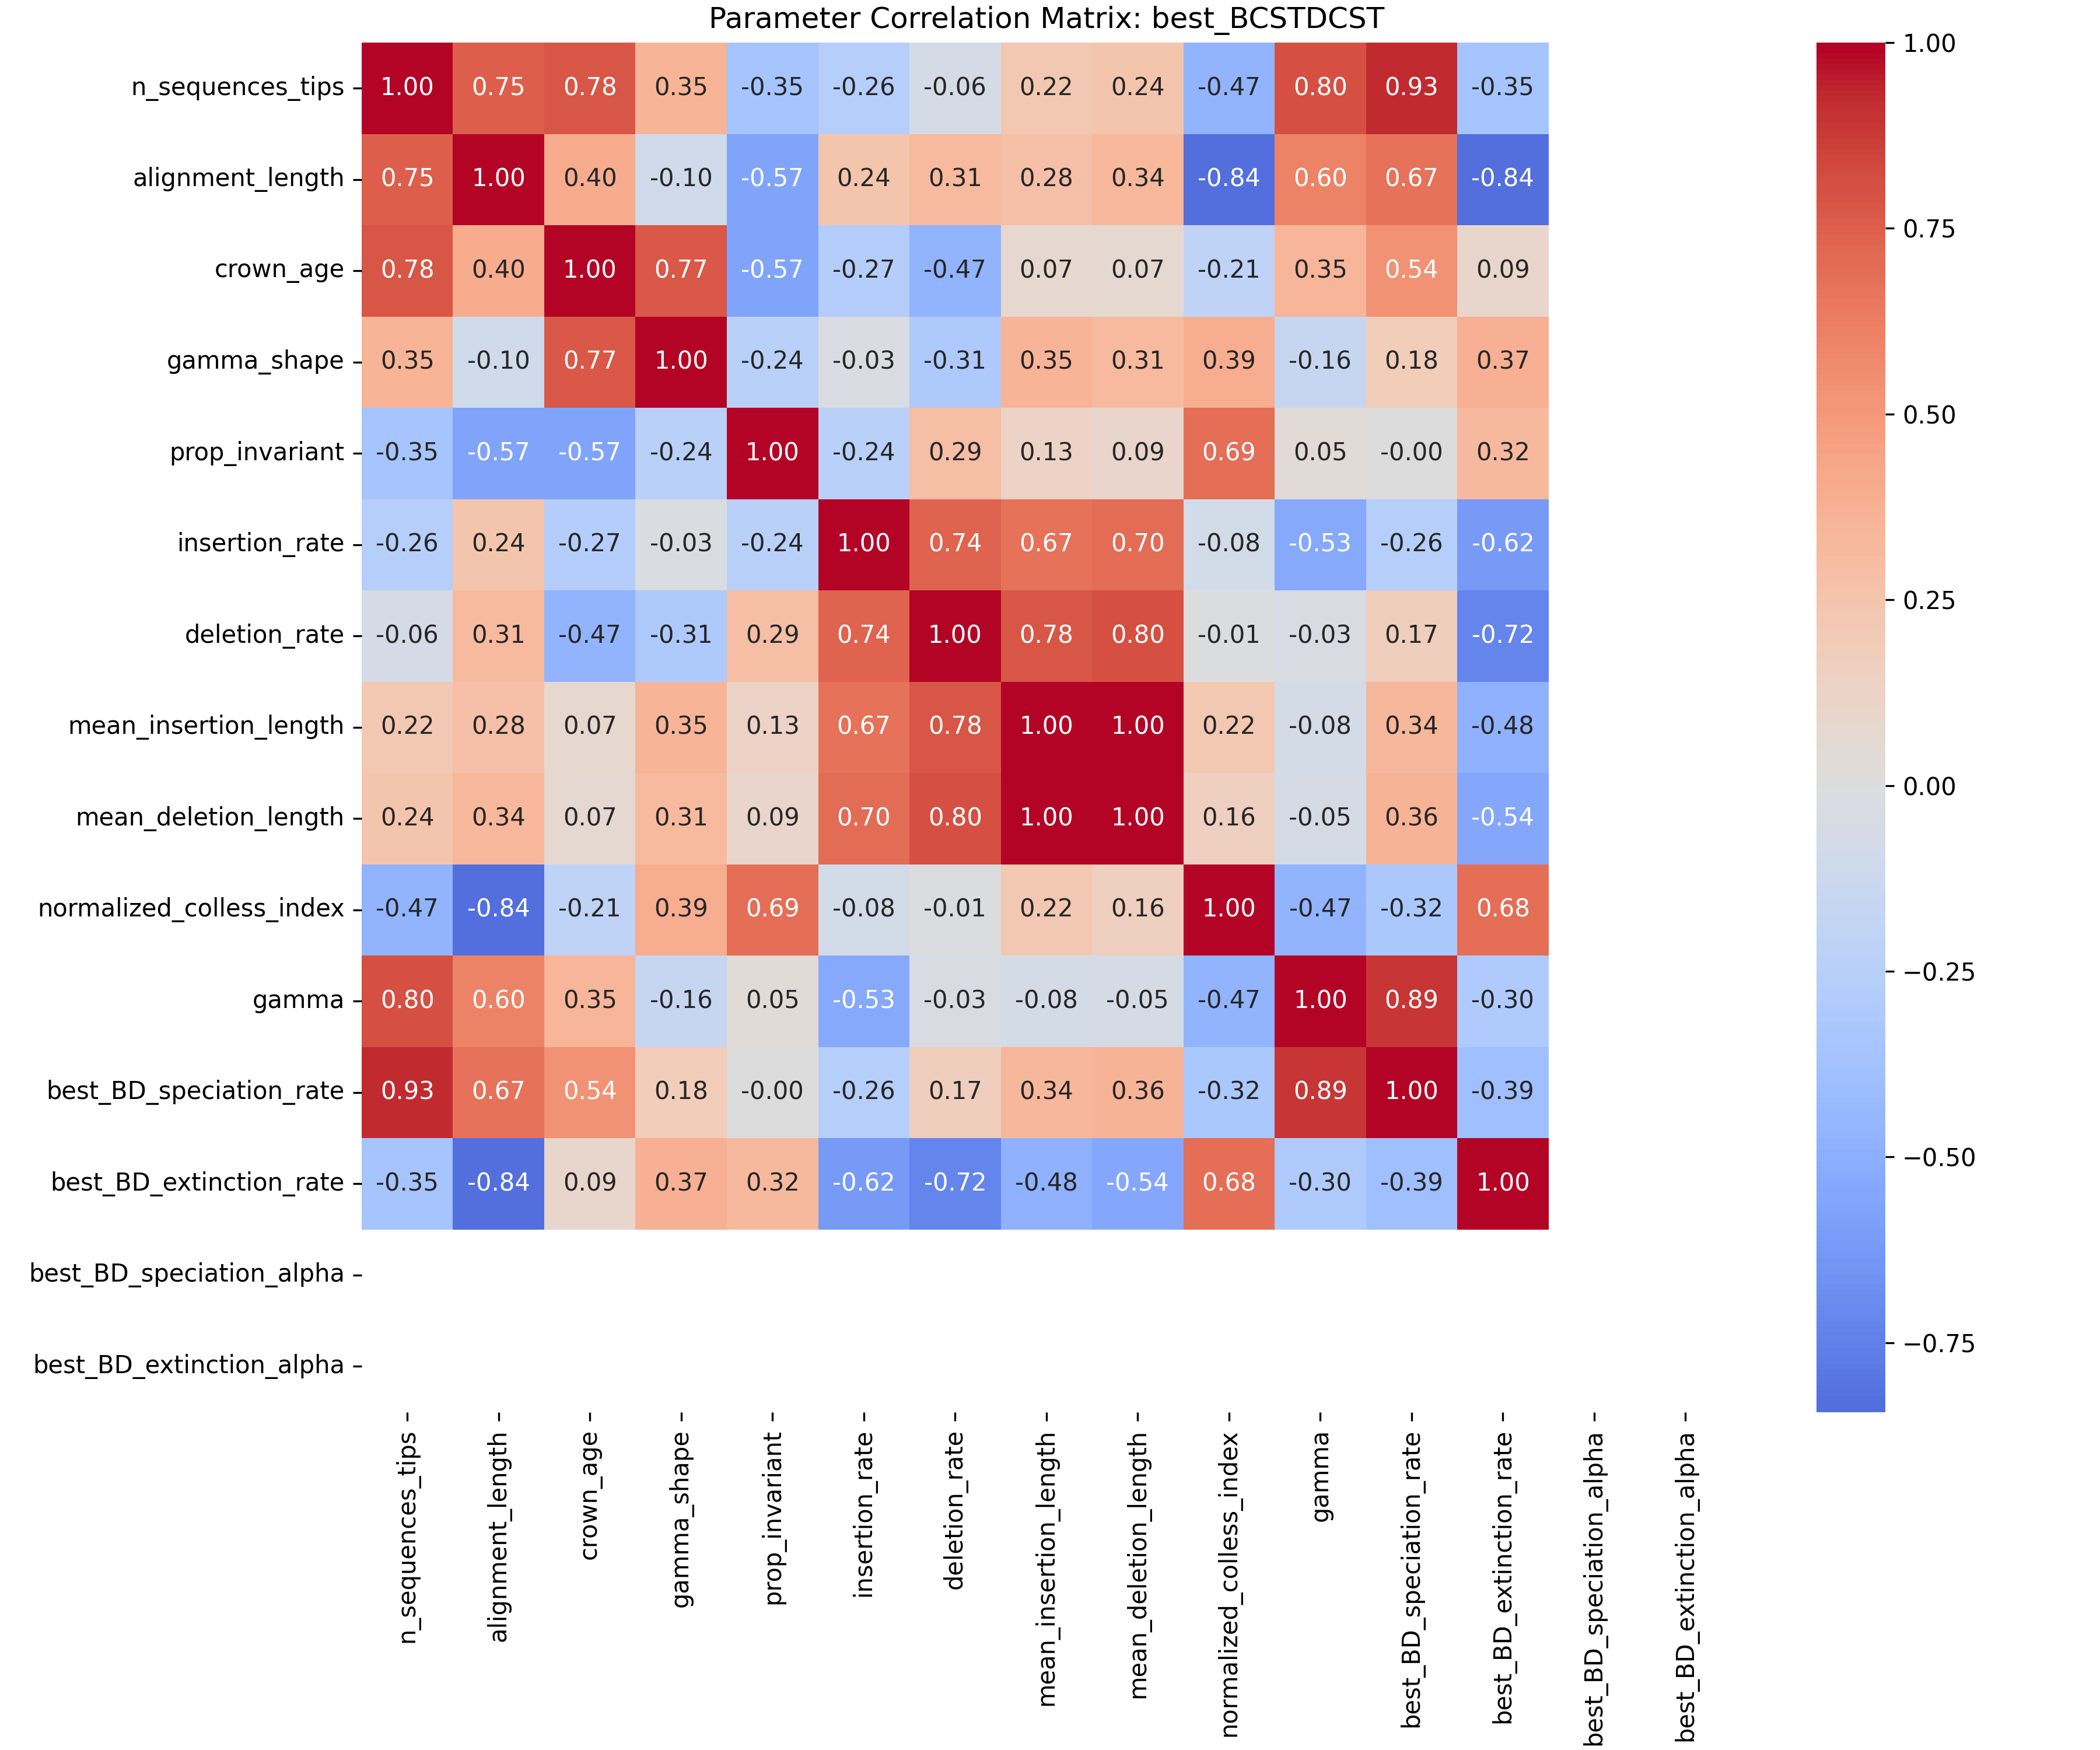 Parameter Correlation Matrix: best_BCSTDCST
n_sequences_tips 1.00 0.75 0.78 0.35 -0.35 -0.26 -0.06 0.22 0.24 -0.47 0.80 0.93 -0.35
alignment_length 0.75 1.00 0.40 -0.10 -0.57 0.24 0.31 0.28 0.34 -0.84 0.60 0.67 -0.84
crown_age 0.78 0.40 1.00 0.77 -0.57 -0.27 -0.47 0.07 0.07 -0.21 0.35 0.54 0.09
gamma_shape 0.35 -0.10 0.77 1.00 -0.24 -0.03 -0.31 0.35 0.31 0.39 -0.16 0.18 0.37
prop_invariant -0.35 -0.57 -0.57 -0.24 1.00 -0.24 0.29 0.13 0.09 0.69 0.05 -0.00 0.32
insertion_rate -0.26 0.24 -0.27 -0.03 -0.24 1.00 0.74 0.67 0.70 -0.08 -0.53 -0.26 -0.62
deletion_rate -0.06 0.31 -0.47 -0.31 0.29 0.74 1.00 0.78 0.80 -0.01 -0.03 0.17 -0.72
mean_insertion_length 0.22 0.28 0.07 0.35 0.13 0.67 0.78 1.00 1.00 0.22 -0.08 0.34 -0.48
mean_deletion_length 0.24 0.34 0.07 0.31 0.09 0.70 0.80 1.00 1.00 0.16 -0.05 0.36 -0.54
normalized_colless_index -0.47 -0.84 -0.21 0.39 0.69 -0.08 -0.01 0.22 0.16 1.00 -0.47 -0.32 0.68
gamma 0.80 0.60 0.35 -0.16 0.05 -0.53 -0.03 -0.08 -0.05 -0.47 1.00 0.89 -0.30
best_BD_speciation_rate 0.93 0.67 0.54 0.18 -0.00 -0.26 0.17 0.34 0.36 -0.32 0.89 1.00 -0.39
best_BD_extinction_rate -0.35 -0.84 0.09 0.37 0.32 -0.62 -0.72 -0.48 -0.54 0.68 -0.30 -0.39 1.00
best_BD_speciation_alpha
best_BD_extinction_alpha
n_sequences_tips
alignment_length
crown_age
gamma_shape
prop_invariant
insertion_rate
deletion_rate
mean_insertion_length
mean_deletion_length
normalized_colless_index
gamma
best_BD_speciation_rate
best_BD_extinction_rate
best_BD_speciation_alpha
best_BD_extinction_alpha
1.00
0.75
0.50
0.25
0.00
−0.25
−0.50
−0.75